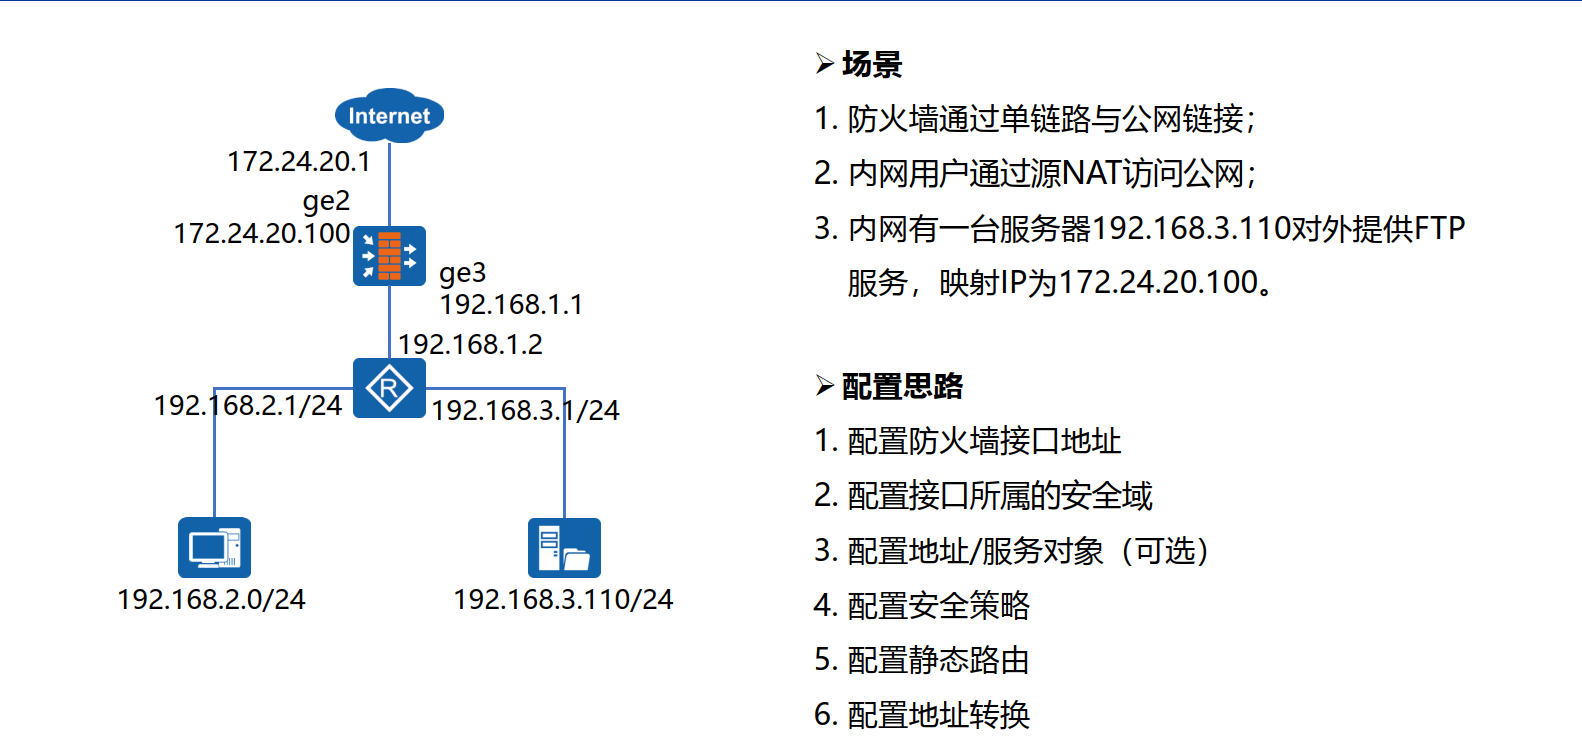 Internet
172.24.20.1
ge2
172.24.20.100
ge3
192.168.1.1
192.168.1.2
R
192.168.2.1/24
192.168.3.1/24
192.168.2.0/24
192.168.3.110/24
➢ 场景
1. 防火墙通过单链路与公网链接；
2. 内网用户通过源NAT访问公网；
3. 内网有一台服务器192.168.3.110对外提供FTP
服务，映射IP为172.24.20.100。
➢ 配置思路
1. 配置防火墙接口地址
2. 配置接口所属的安全域
3. 配置地址/服务对象（可选）
4. 配置安全策略
5. 配置静态路由
6. 配置地址转换